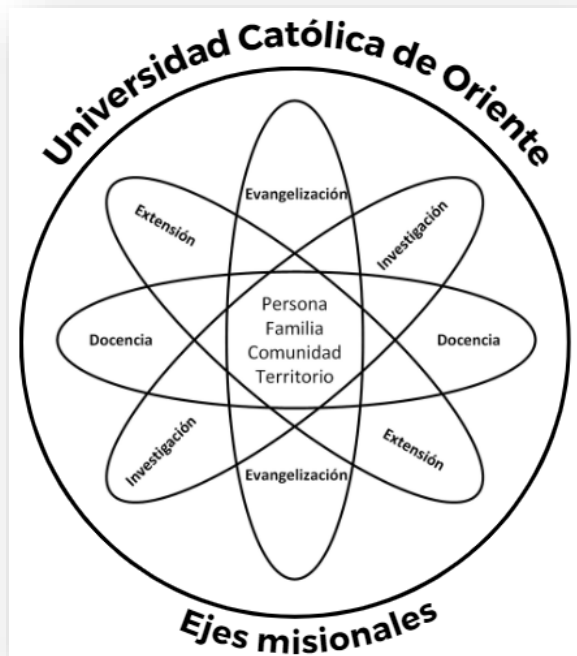 Universidad Católica de Oriente
Evangelización
Extensión
Investigación
Docencia
Persona
Familia
Comunidad
Territorio
Docencia
Investigación
Extensión
Evangelización
Ejes misionales